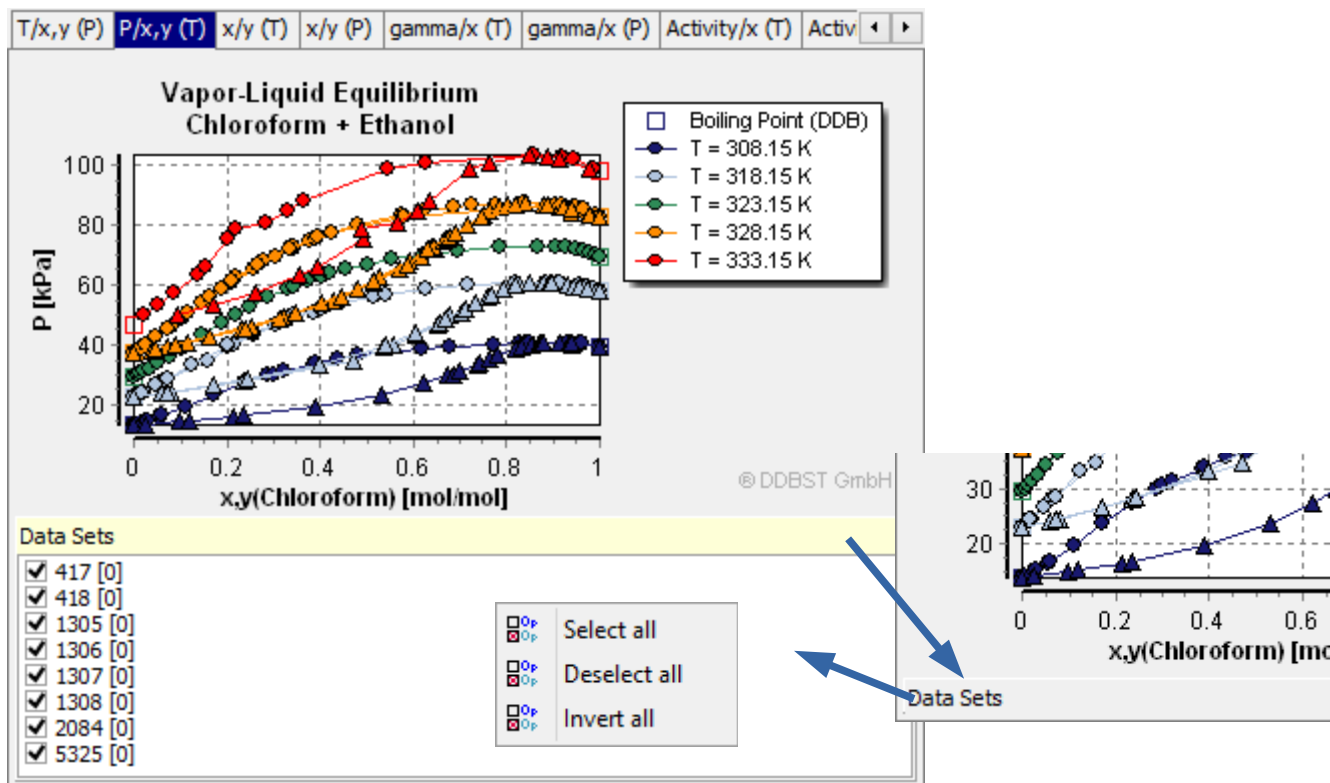 T/x,y (P) P/x,y (T) x/y (T) x/y (P) gamma/x (T) gamma/x (P) Activity/x (T)
Vapor-Liquid Equilibrium
Chloroform + Ethanol
Boiling Point (DDB)
T = 308.15 K
T = 318.15 K
T = 323.15 K
T = 328.15 K
T = 333.15 K
100
80
60
40
20
P [kPa]
0 0.2 0.4 0.6 0.8 1
x,y(Chloroform) [mol/mol]
® DDBST GmbH
Data Sets
417 [0]
418 [0]
1305 [0]
1306 [0]
1307 [0]
1308 [0]
2084 [0]
5325 [0]
Select all
Deselect all
Invert all
30
20
0 0.2 0.4 0.6
x,y(Chloroform) [mo
Data Sets